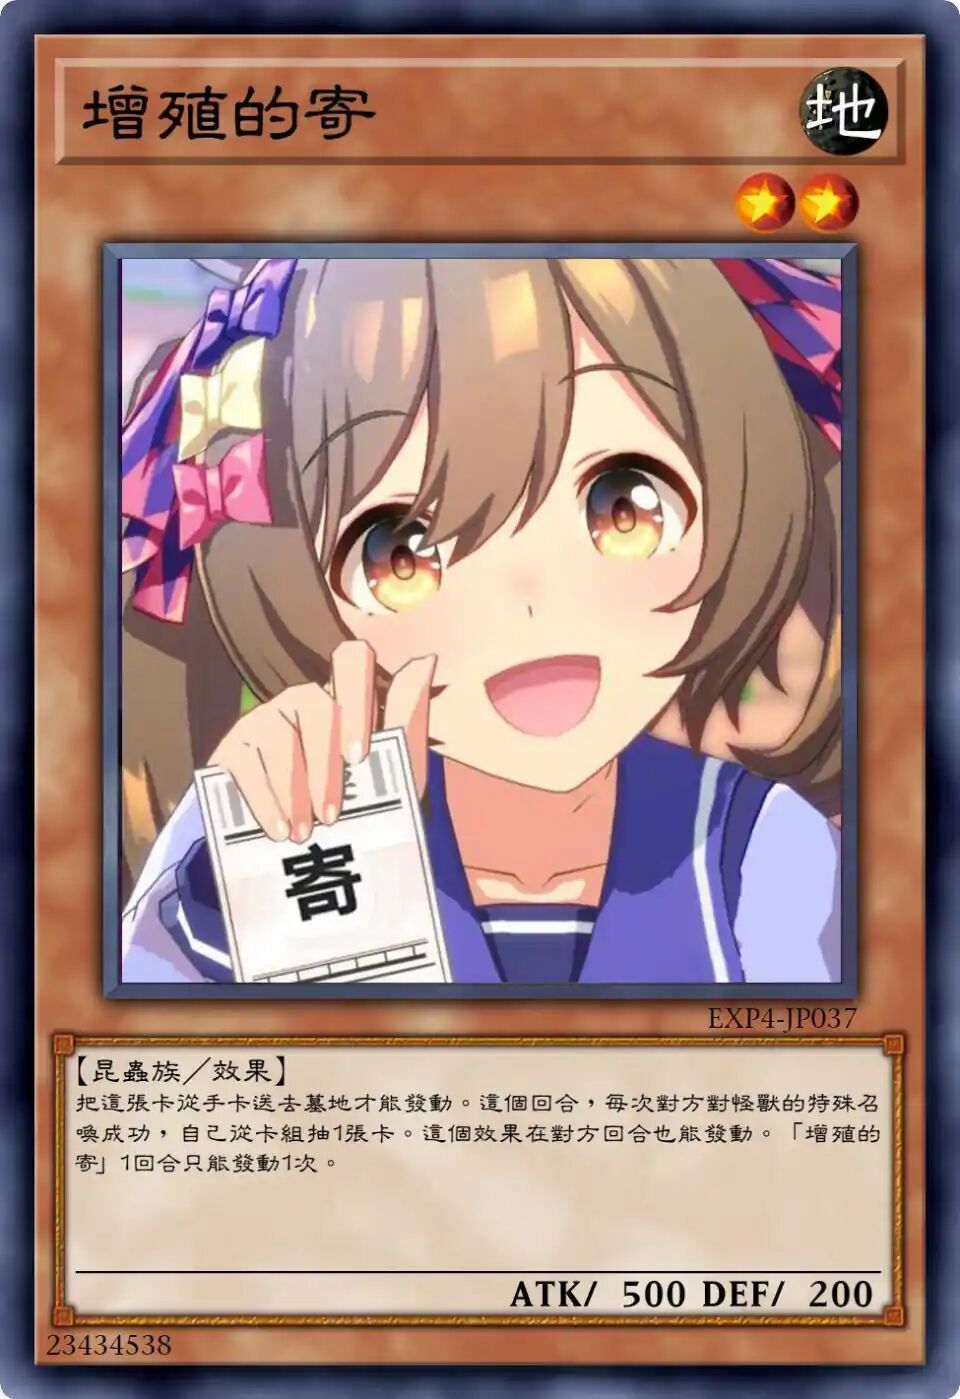 增殖的寄
地
寄
EXP4-JP037
【昆蟲族／效果】
把這張卡從手卡送去墓地才能發動。這個回合，每次對方對怪獸的特殊召
喚成功，自己從卡組抽1張卡。這個效果在對方回合也能發動。「增殖的
寄」1回合只能發動1次。
ATK/ 500 DEF/ 200
23434538